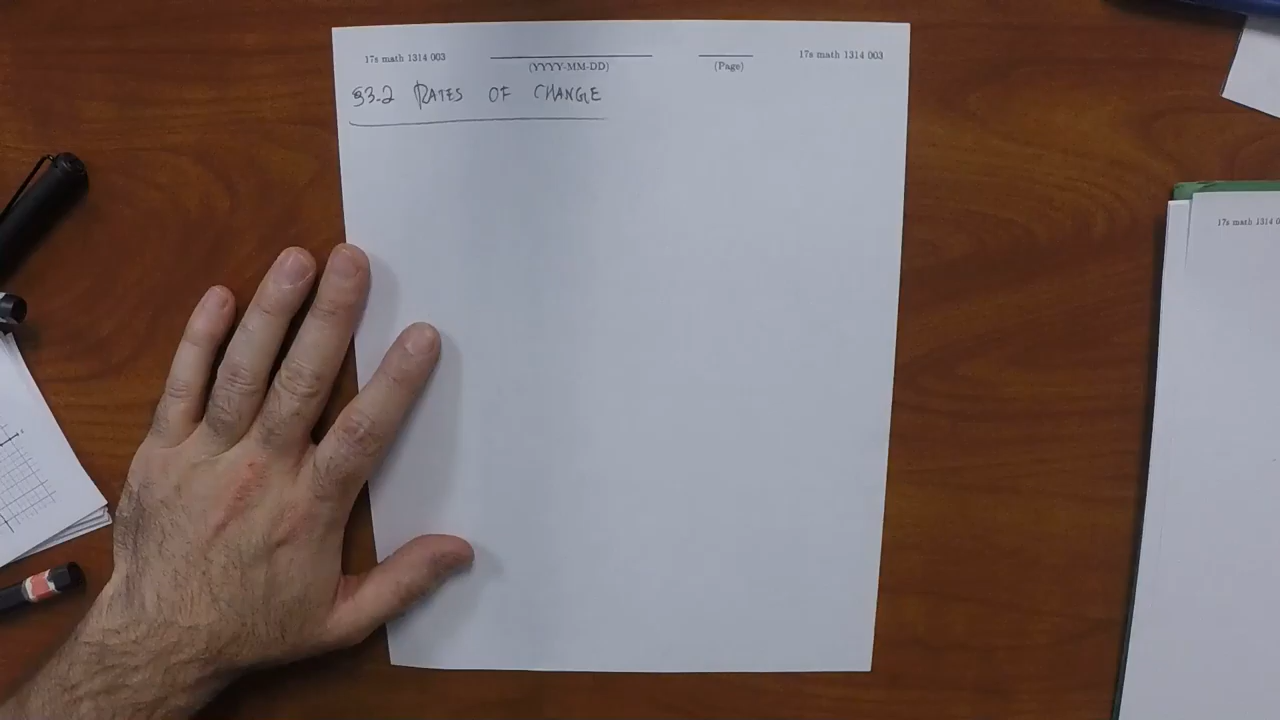 17s math 1314 003 (YYYY-MM-DD) (Page) 17s math 1314 003
§3.2 RATES OF CHANGE
17s math 1314 0